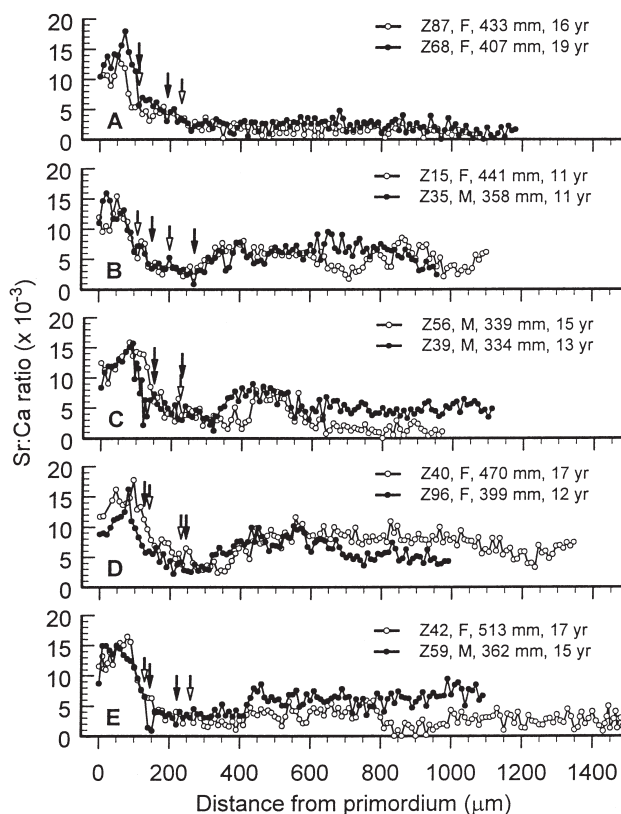 Z87, F, 433 mm, 16 yr
Z68, F, 407 mm, 19 yr
20
15
10
5
0
A
Z15, F, 441 mm, 11 yr
Z35, M, 358 mm, 11 yr
20
15
10
5
0
B
Sr:Ca ratio (x 10⁻³)
Z56, M, 339 mm, 15 yr
Z39, M, 334 mm, 13 yr
20
15
10
5
0
C
Z40, F, 470 mm, 17 yr
Z96, F, 399 mm, 12 yr
20
15
10
5
0
D
Z42, F, 513 mm, 17 yr
Z59, M, 362 mm, 15 yr
20
15
10
5
0
E
0 200 400 600 800 1000 1200 1400
Distance from primordium (μm)